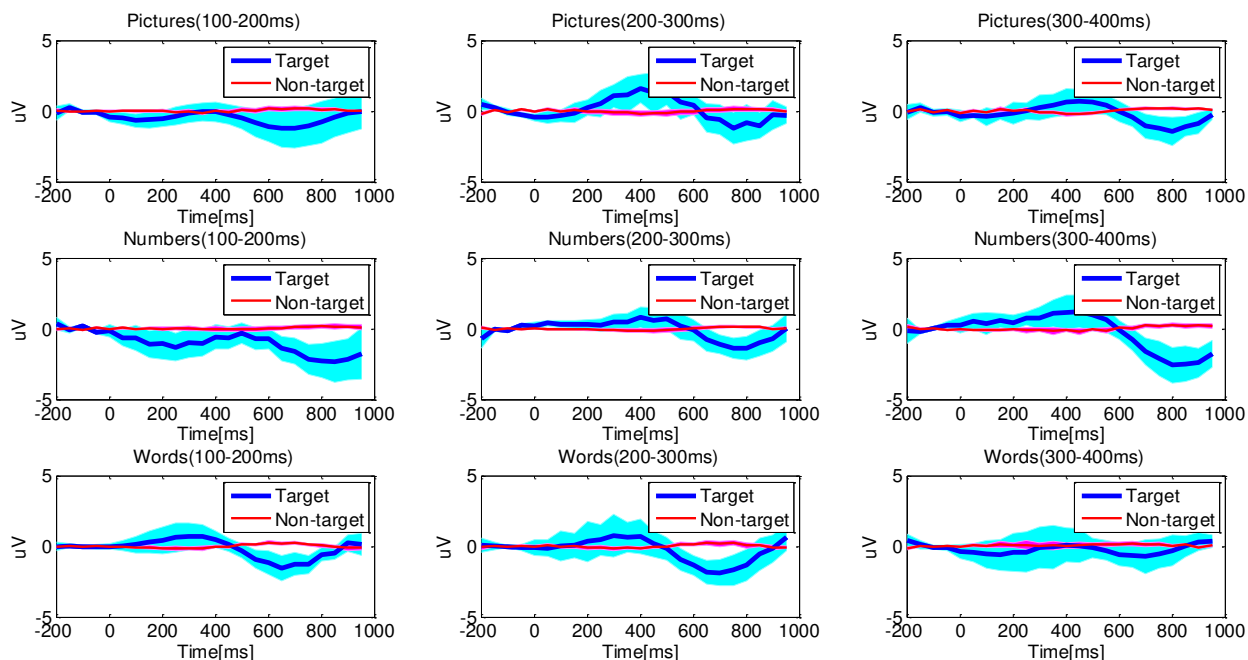 Pictures(100-200ms)
5
Target
Non-target
uV
0
-5
-200 0 200 400 600 800 1000
Time[ms]
Pictures(200-300ms)
5
Target
Non-target
uV
0
-5
-200 0 200 400 600 800 1000
Time[ms]
Pictures(300-400ms)
5
Target
Non-target
uV
0
-5
-200 0 200 400 600 800 1000
Time[ms]
Numbers(100-200ms)
5
Target
Non-target
uV
0
-5
-200 0 200 400 600 800 1000
Time[ms]
Numbers(200-300ms)
5
Target
Non-target
uV
0
-5
-200 0 200 400 600 800 1000
Time[ms]
Numbers(300-400ms)
5
Target
Non-target
uV
0
-5
-200 0 200 400 600 800 1000
Time[ms]
Words(100-200ms)
5
Target
Non-target
uV
0
-5
-200 0 200 400 600 800 1000
Time[ms]
Words(200-300ms)
5
Target
Non-target
uV
0
-5
-200 0 200 400 600 800 1000
Time[ms]
Words(300-400ms)
5
Target
Non-target
uV
0
-5
-200 0 200 400 600 800 1000
Time[ms]